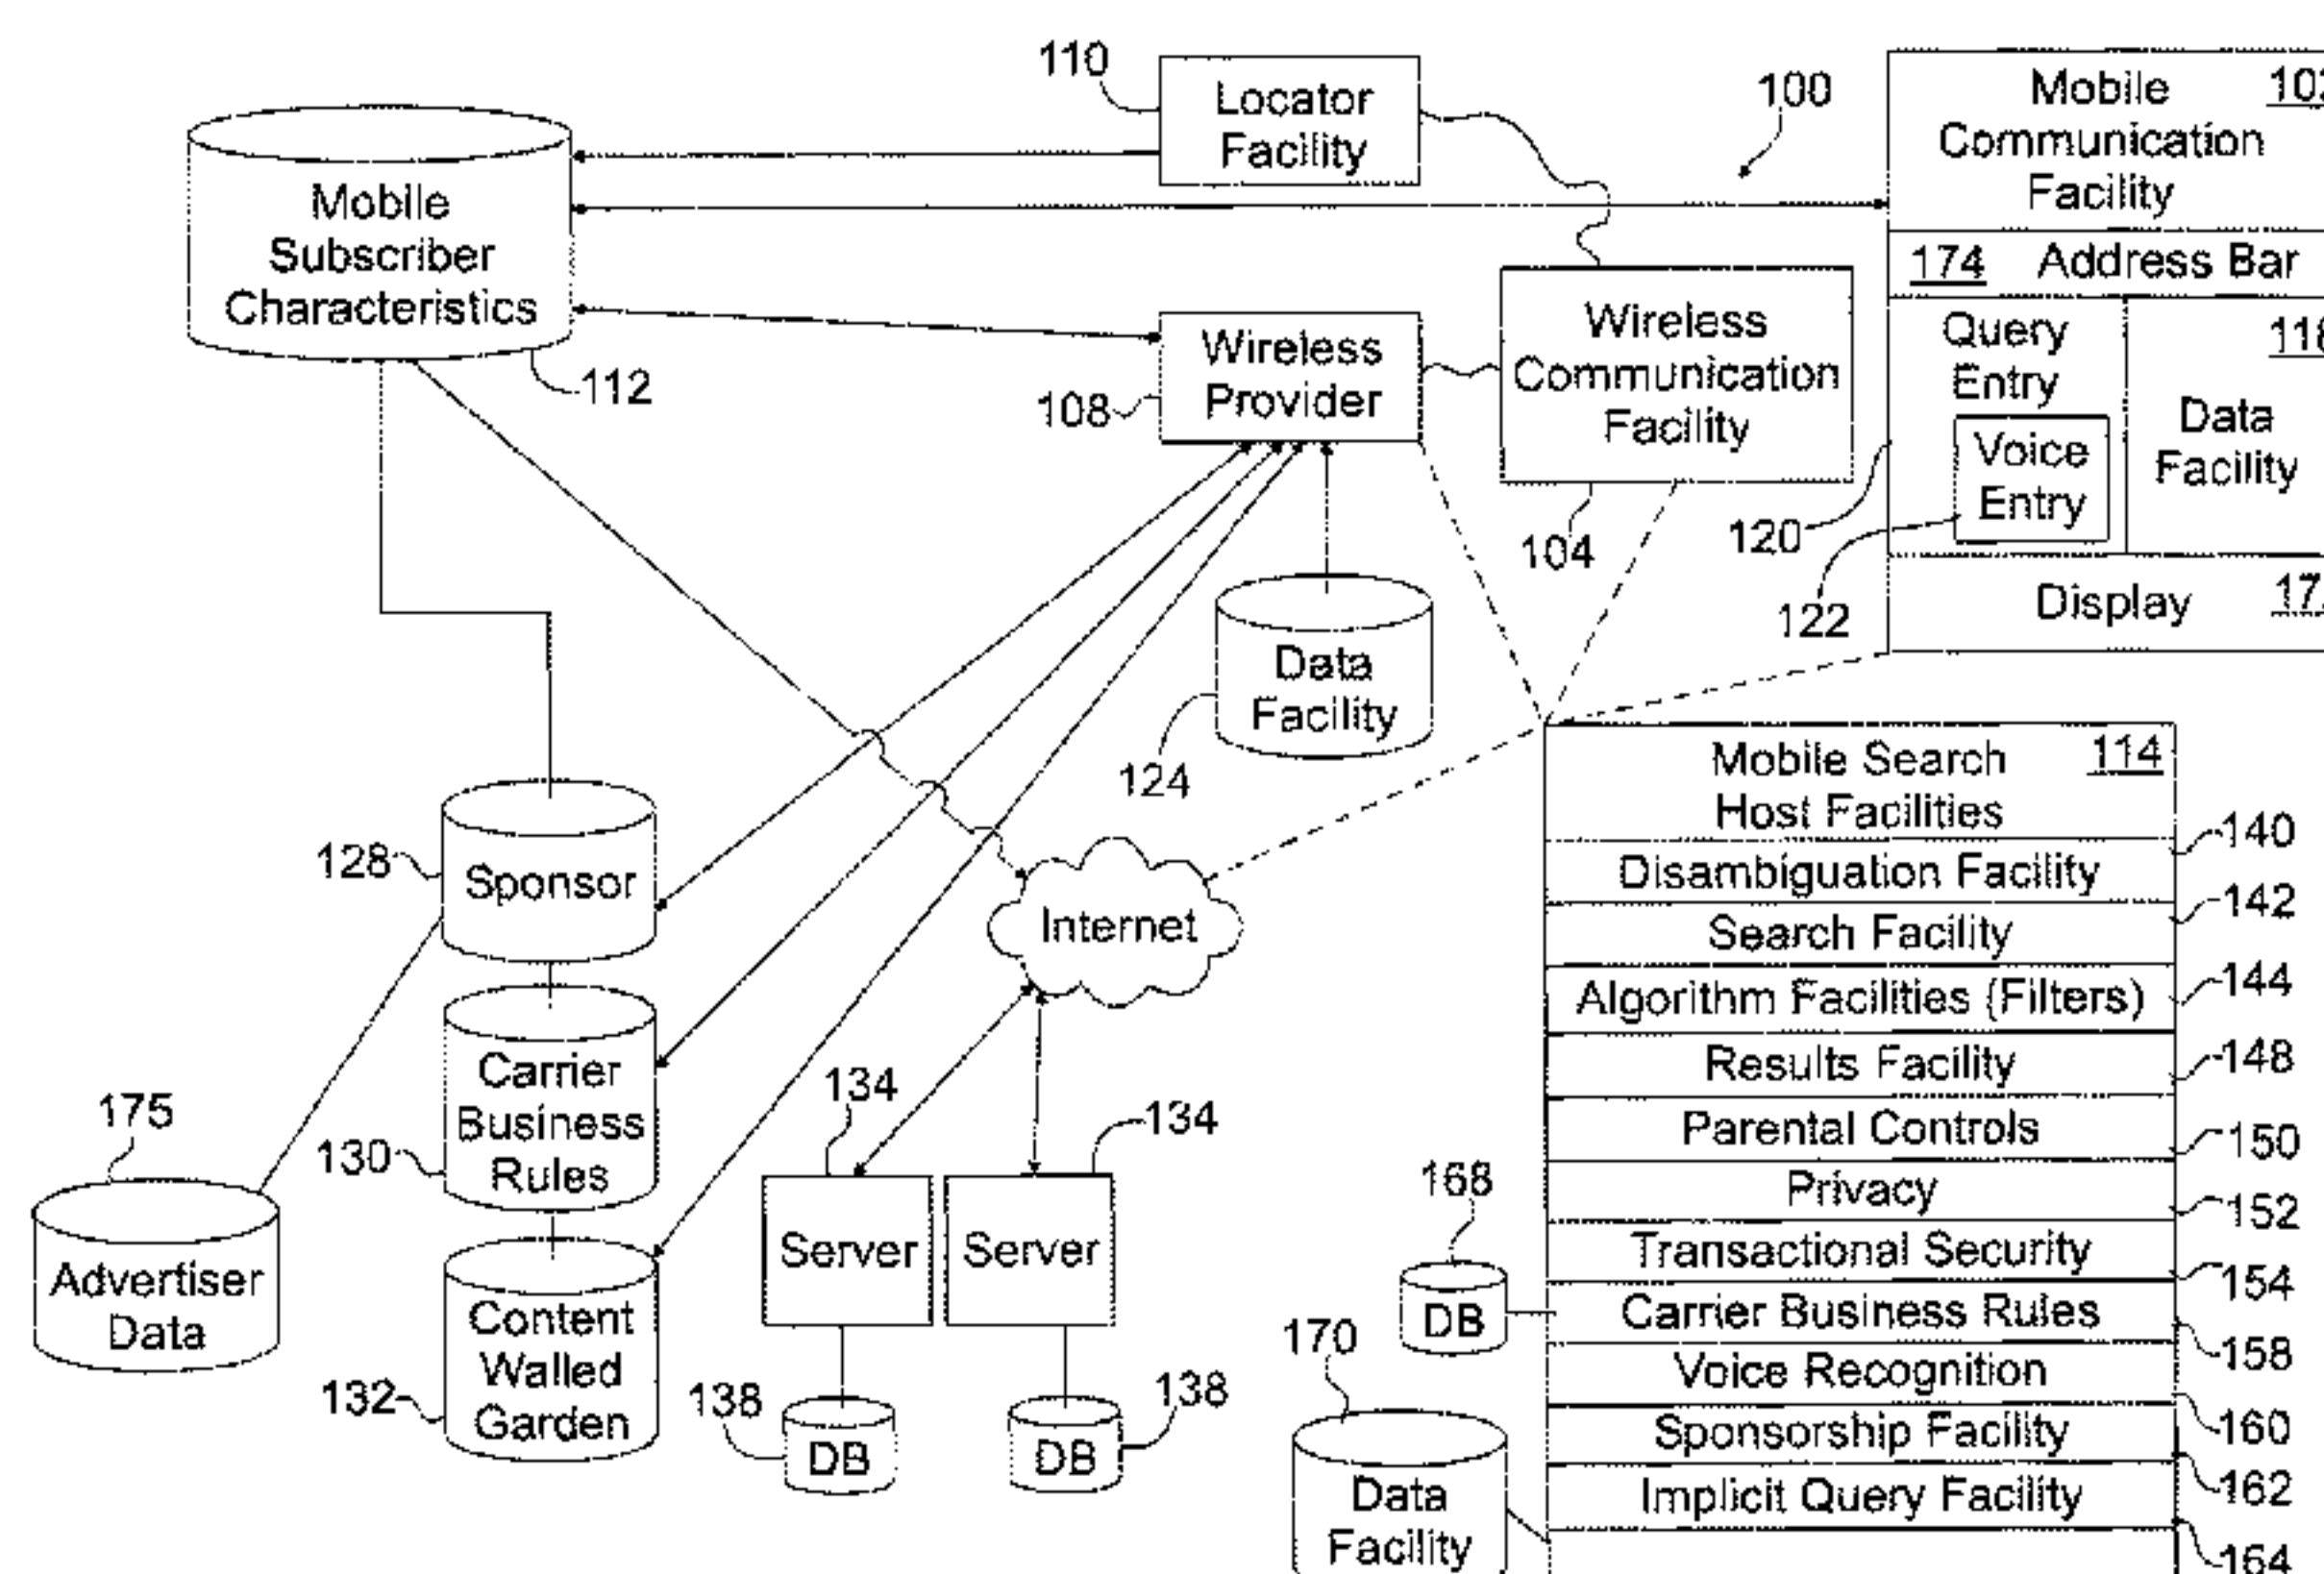 110
Locator
Facility
100
Mobile
Communication
Facility
Mobile
Subscriber
Characteristics
112
174 Address Bar
Wireless
Provider
108
Wireless
Communication
Facility
104
Query
Entry
Voice
Entry
Data
Facility
120
122
Display
Data
Facility
124
Mobile Search
Host Facilities
114
140
Disambiguation Facility
142
Search Facility
144
Algorithm Facilities (Filters)
148
Results Facility
150
Parental Controls
152
Privacy
154
Transactional Security
158
Carrier Business Rules
160
Voice Recognition
162
Sponsorship Facility
164
Implicit Query Facility
128
Sponsor
Internet
175
Advertiser
Data
130
Carrier
Business
Rules
134
Server
134
Server
132
Content
Walled
Garden
138
DB
138
DB
168
DB
170
Data
Facility